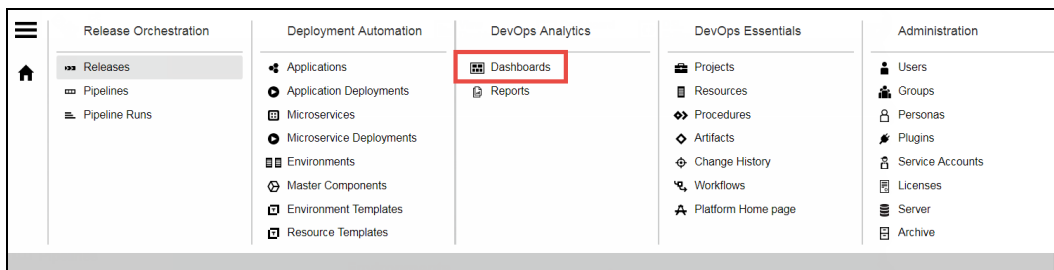 Release Orchestration
Releases
Pipelines
Pipeline Runs
Deployment Automation
Applications
Application Deployments
Microservices
Microservice Deployments
Environments
Master Components
Environment Templates
Resource Templates
DevOps Analytics
Dashboards
Reports
DevOps Essentials
Projects
Resources
Procedures
Artifacts
Change History
Workflows
Platform Home page
Administration
Users
Groups
Personas
Plugins
Service Accounts
Licenses
Server
Archive